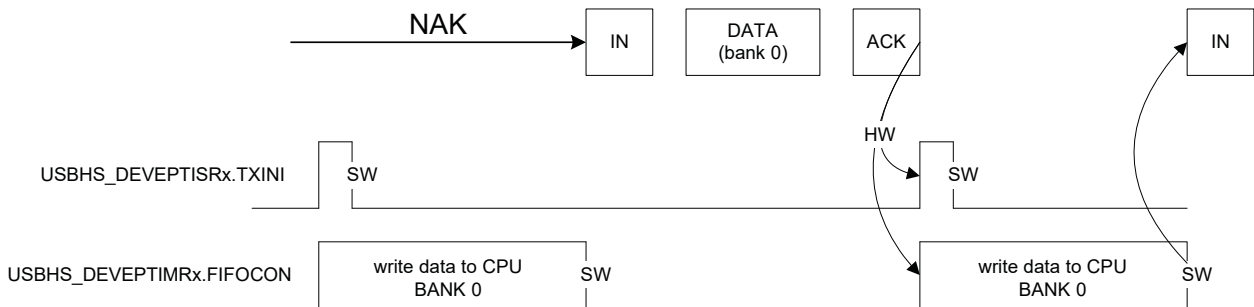 NAK
IN
DATA
(bank 0)
ACK
IN
HW
USBHS_DEVEPTISRx.TXINI
SW
SW
USBHS_DEVEPTIMRx.FIFOCON
write data to CPU
BANK 0
SW
write data to CPU
BANK 0
SW